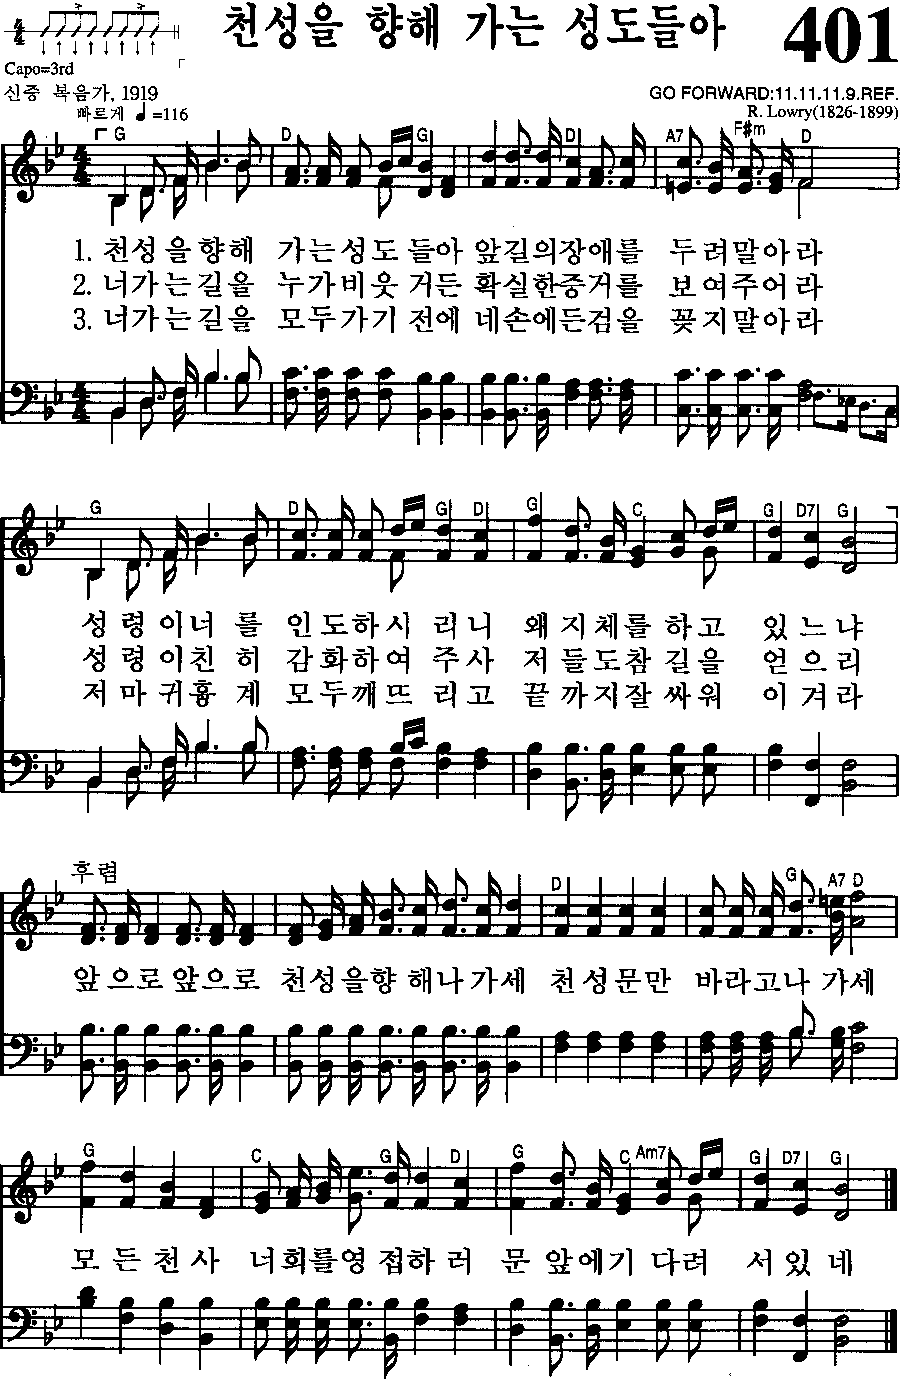 천성을 향해 가는 성도들아 401
Capo=3rd
신증 복음가, 1919
GO FORWARD:11.11.11.9.REF.
빠르게 ♩=116
R. Lowry(1826-1899)
G D G D A7 F#m D
1. 천성을향해 가는성도 들아 앞길의장애를 두려말아라
2. 너가는길을 누가비웃 거든 확실한증거를 보여주어라
3. 너가는길을 모두가기 전에 네손에든검을 꽂지말아라
G D G D G C G D7 G
성령이너를 인도하시 리니 왜지체를하고 있느냐
성령이친히 감화하여 주사 저들도참길을 얻으리
저마귀흉계 모두깨뜨 리고 끝까지잘싸워 이겨라
후렴
D G A7 D
앞으로앞으로 천성을향해나가세 천성문만 바라고나가세
G C G D G C Am7 G D7 G
모든천사 너희를영접하러 문앞에기다려 서있네